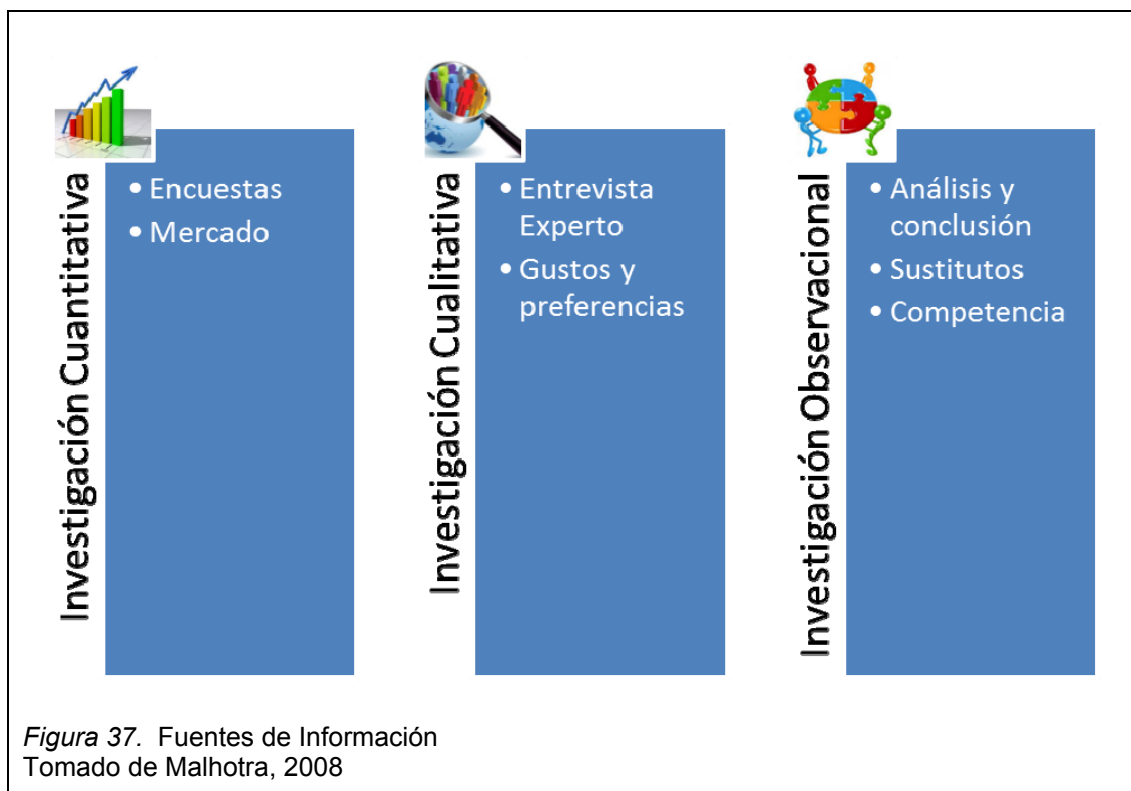 Investigación Cuantitativa
• Encuestas
• Mercado
Investigación Cualitativa
• Entrevista
Experto
• Gustos y
preferencias
Investigación Observacional
• Análisis y
conclusión
• Sustitutos
• Competencia
Figura 37. Fuentes de Información
Tomado de Malhotra, 2008